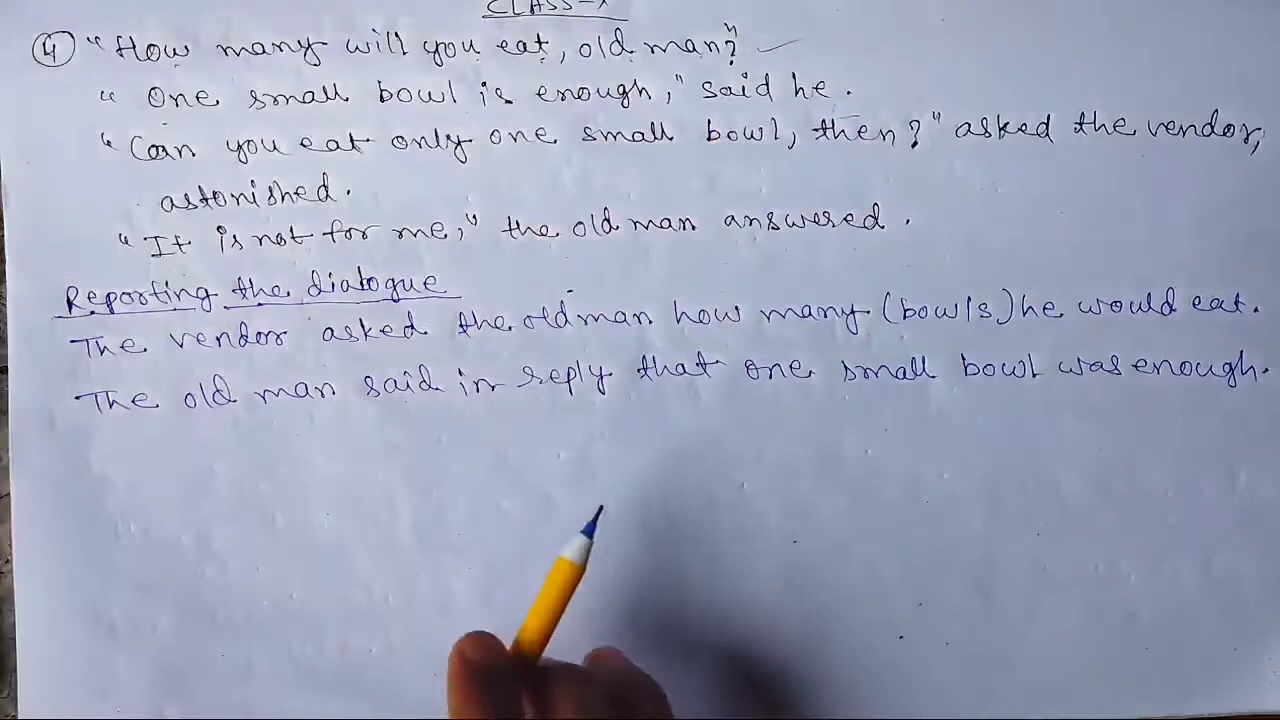 CLASS-X
④ "How many will you eat, old man?"
" One small bowl is enough," said he.
"Can you eat only one small bowl, then?" asked the vendor,
astonished.
"It is not for me," the old man answered.
Reporting the dialogue
The vendor asked the old man how many (bowls) he would eat.
The old man said in reply that one small bowl was enough.